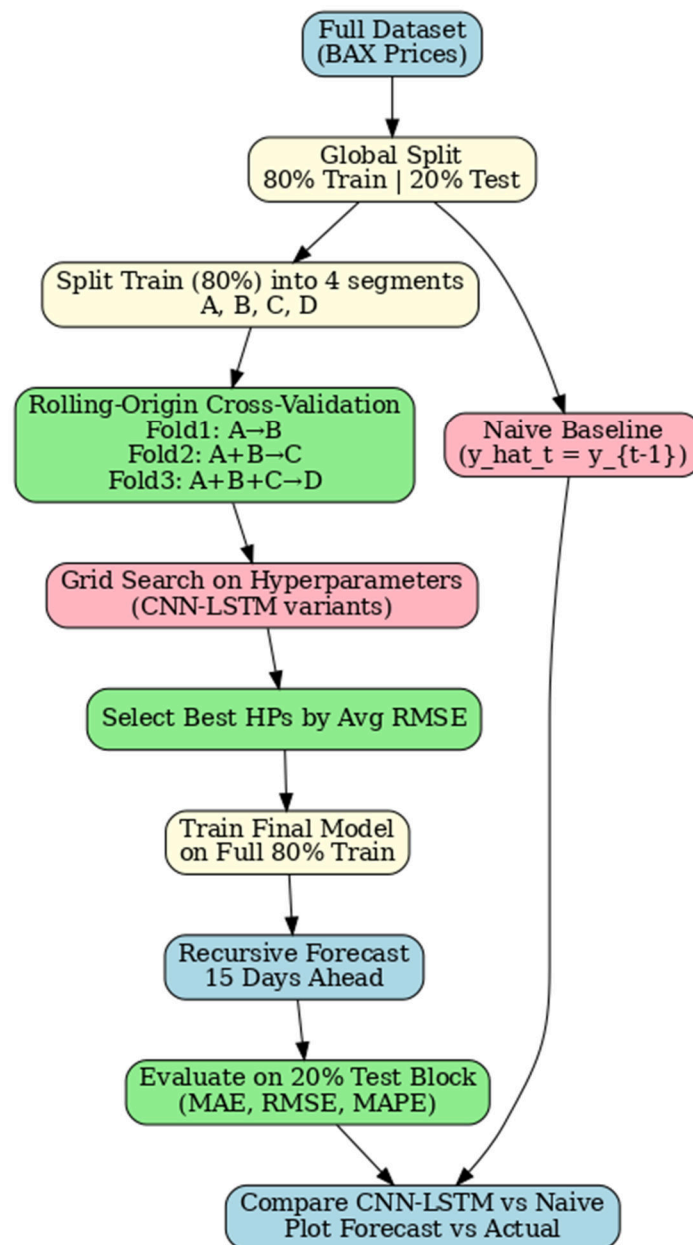 Full Dataset
(BAX Prices)
Global Split
80% Train | 20% Test
Split Train (80%) into 4 segments
A, B, C, D
Rolling-Origin Cross-Validation
Fold1: A→B
Fold2: A+B→C
Fold3: A+B+C→D
Naive Baseline
(y_hat_t = y_{t-1})
Grid Search on Hyperparameters
(CNN-LSTM variants)
Select Best HPs by Avg RMSE
Train Final Model
on Full 80% Train
Recursive Forecast
15 Days Ahead
Evaluate on 20% Test Block
(MAE, RMSE, MAPE)
Compare CNN-LSTM vs Naive
Plot Forecast vs Actual